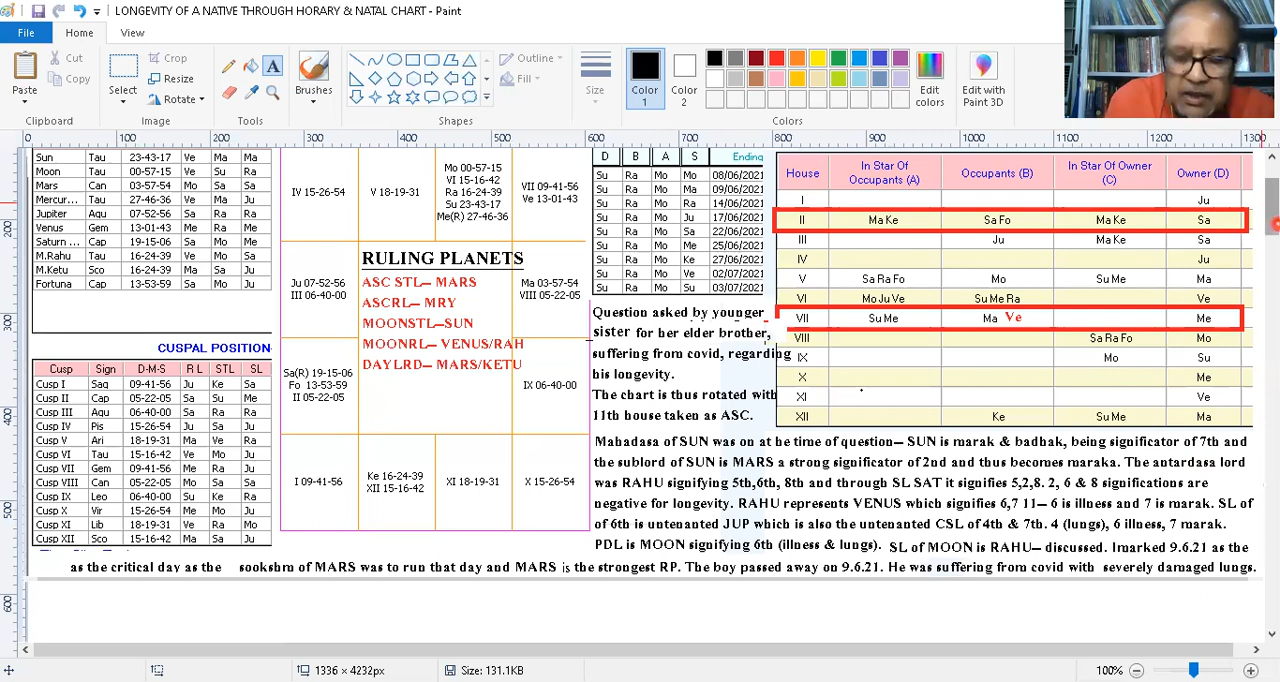 LONGEVITY OF A NATIVE THROUGH HORARY & NATAL CHART - Paint
File Home View
Paste Cut Copy Clipboard
Select Crop Resize Rotate Image
Tools
Brushes
Shapes Outline Fill
Size
Color 1 Color 2 Colors
Edit colors
Edit with Paint 3D
0 100 200 300 400 500 600 700 800 900 1000 1100 1200 1300
200
300
400
500
600
Sun Tau 23-43-17 Ve Ma Ma
Moon Tau 00-57-15 Ve Su Ra
Mars Can 03-57-54 Mo Sa Sa
Mercur... Tau 27-46-36 Ve Ma Ju
Jupiter Aqu 07-52-56 Sa Ra Ra
Venus Gem 13-01-43 Me Ra Me
Saturn ... Cap 19-15-06 Sa Mo Me
M.Rahu Tau 16-24-39 Ve Mo Sa
M.Ketu Sco 16-24-39 Ma Sa Ju
Fortuna Cap 13-53-59 Sa Mo Ju
CUSPAL POSITION
Cusp Sign D-M-S R L STL SL
Cusp I Sag 09-41-56 Ju Ke Sa
Cusp II Cap 05-22-05 Sa Su Me
Cusp III Aqu 06-40-00 Sa Ra Ra
Cusp IV Pis 15-26-54 Ju Sa Ju
Cusp V Ari 18-19-31 Ma Ve Ra
Cusp VI Tau 15-16-42 Ve Mo Ju
Cusp VII Gem 09-41-56 Me Ra Ju
Cusp VIII Can 05-22-05 Mo Sa Me
Cusp IX Leo 06-40-00 Su Ke Ra
Cusp X Vir 15-26-54 Me Mo Ju
Cusp XI Lib 18-19-31 Ve Ra Mo
Cusp XII Sco 15-16-42 Ma Sa Ju
IV 15-26-54
V 18-19-31
Mo 00-57-15
VI 15-16-42
Ra 16-24-39
Su 23-43-17
Me(R) 27-46-36
VII 09-41-56
Ve 13-01-43
Ju 07-52-56
III 06-40-00
RULING PLANETS
ASC STL– MARS
ASCRL– MRY
MOONSTL–SUN
MOONRL– VENUS/RAH
DAYLRD– MARS/KETU
Ma 03-57-54
VIII 05-22-05
Sa(R) 19-15-06
Fo 13-53-59
II 05-22-05
IX 06-40-00
I 09-41-56
Ke 16-24-39
XII 15-16-42
XI 18-19-31
X 15-26-54
D B A S Ending
Su Ra Mo Mo 08/06/2021
Su Ra Mo Ma 09/06/2021
Su Ra Mo Ra 14/06/2021
Su Ra Mo Ju 17/06/2021
Su Ra Mo Sa 22/06/2021
Su Ra Mo Me 25/06/2021
Su Ra Mo Ke 27/06/2021
Su Ra Mo Ve 02/07/2021
Su Ra Mo Su 03/07/2021
House In Star Of Occupants (A) Occupants (B) In Star Of Owner (C) Owner (D)
I Ju
II Ma Ke Sa Fo Ma Ke Sa
III Ju Ma Ke Sa
IV Ju
V Sa Ra Fo Mo Su Me Ma
VI Mo Ju Ve Su Me Ra Ve
VII Su Me Ma Ve Me
VIII Sa Ra Fo Mo
IX Mo Su
X Me
XI Ve
XII Ke Su Me Ma
Question asked by younger
sister for her elder brother,
suffering from covid, regarding
his longevity.
The chart is thus rotated with
11th house taken as ASC.
Mahadasa of SUN was on at he time of question– SUN is marak & badhak, being significator of 7th and
the sublord of SUN is MARS a strong significator of 2nd and thus becomes maraka. The antardasa lord
was RAHU signifying 5th,6th, 8th and through SL SAT it signifies 5,2,8. 2, 6 & 8 significations are
negative for longevity. RAHU represents VENUS which signifies 6,7 11– 6 is illness and 7 is marak. SL of
of 6th is untenanted JUP which is also the untenanted CSL of 4th & 7th. 4 (lungs), 6 illness, 7 marak.
PDL is MOON signifying 6th (illness & lungs). SL of MOON is RAHU– discussed. Imarked 9.6.21 as the
as the critical day as the sookshm of MARS was to run that day and MARS is the strongest RP. The boy passed away on 9.6.21. He was suffering from covid with severely damaged lungs.
1336 × 4232px Size: 131.1KB 100%